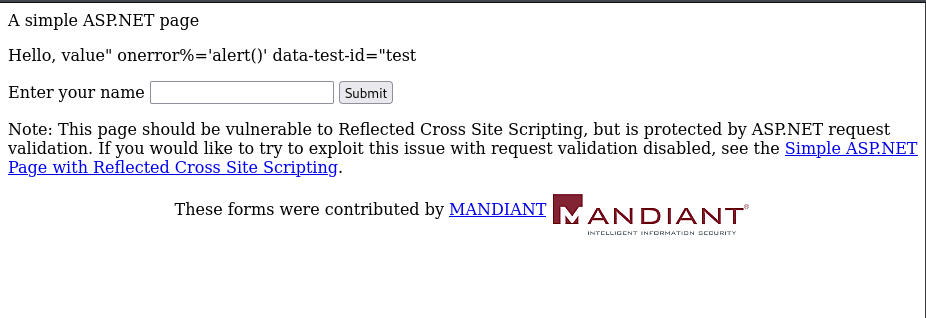 A simple ASP.NET page
Hello, value" onerror%='alert()' data-test-id="test
Enter your name Submit
Note: This page should be vulnerable to Reflected Cross Site Scripting, but is protected by ASP.NET request
validation. If you would like to try to exploit this issue with request validation disabled, see the Simple ASP.NET
Page with Reflected Cross Site Scripting.
These forms were contributed by MANDIANT MANDIANT®
INTELLIGENT INFORMATION SECURITY